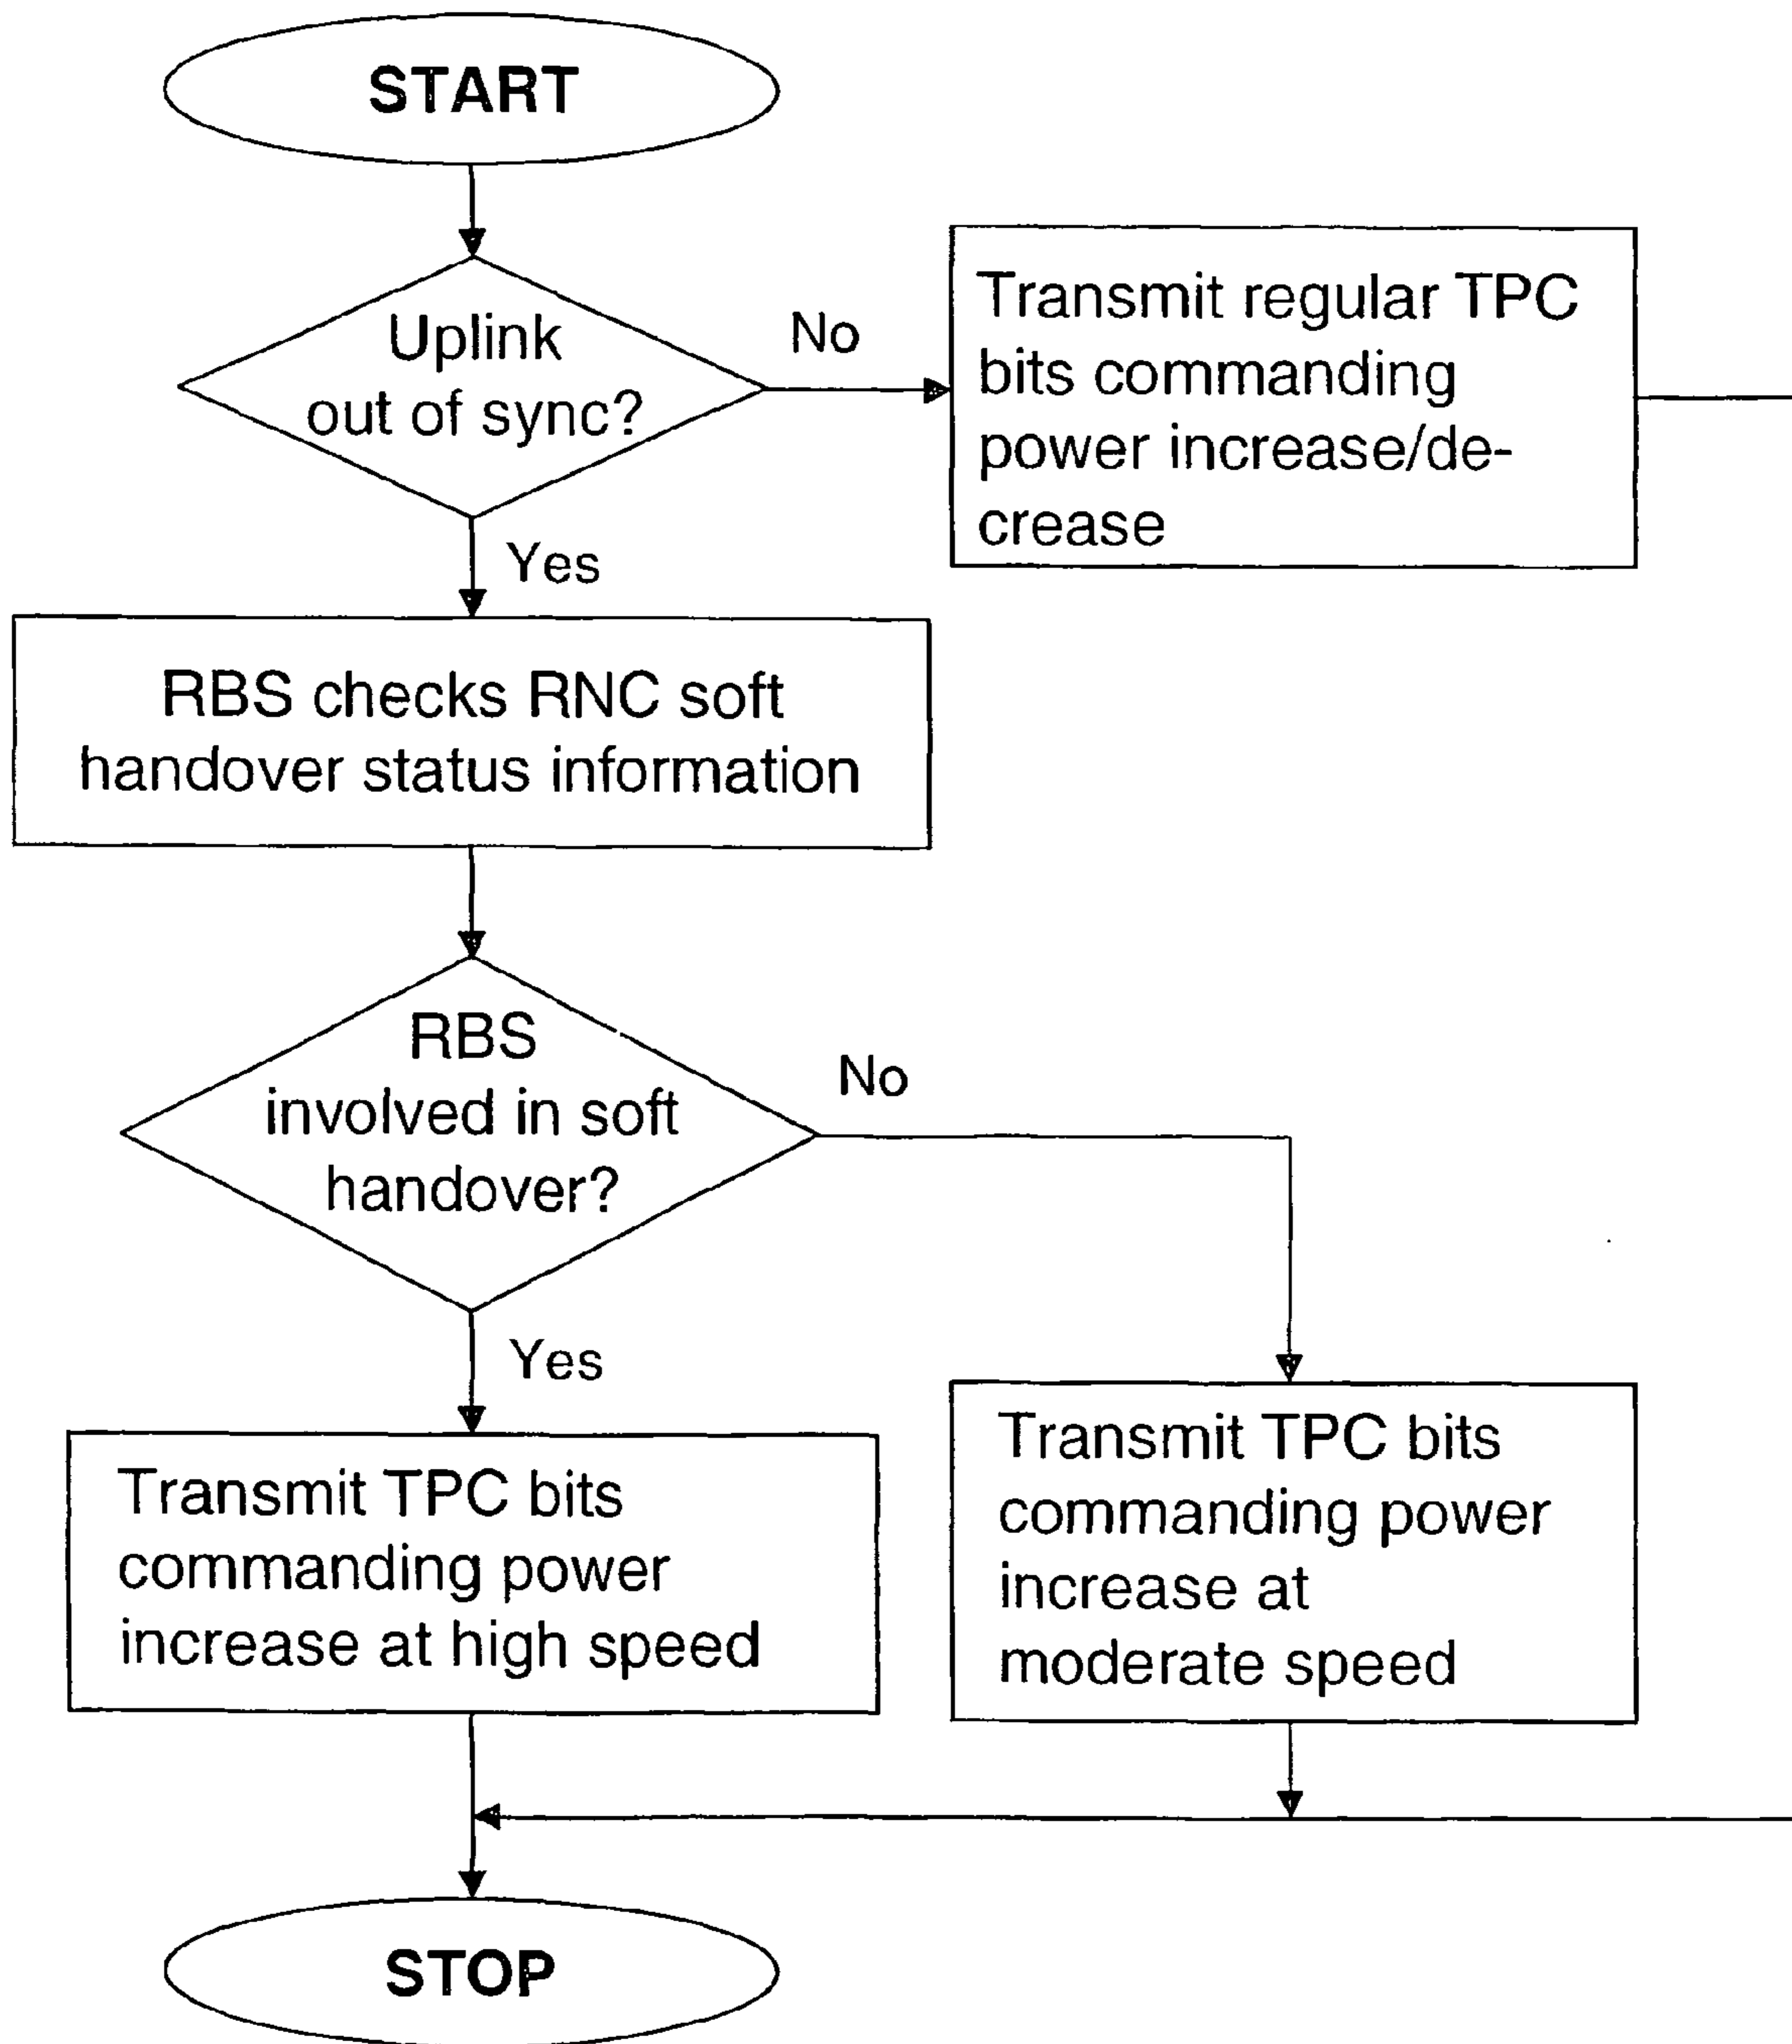 START
Uplink
out of sync?
No
Transmit regular TPC
bits commanding
power increase/de-
crease
Yes
RBS checks RNC soft
handover status information
RBS
involved in soft
handover?
No
Yes
Transmit TPC bits
commanding power
increase at high speed
Transmit TPC bits
commanding power
increase at
moderate speed
STOP